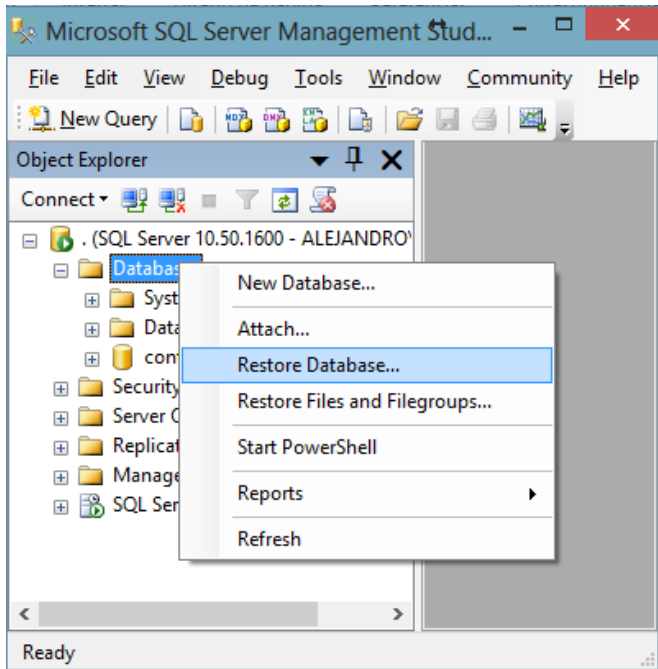 Microsoft SQL Server Management Stud...
File Edit View Debug Tools Window Community Help
New Query
Object Explorer
Connect
. (SQL Server 10.50.1600 - ALEJANDRO
Databas
Syst
Data
con
Security
Server
Replicat
Manage
SQL Ser
New Database...
Attach...
Restore Database...
Restore Files and Filegroups...
Start PowerShell
Reports
Refresh
Ready